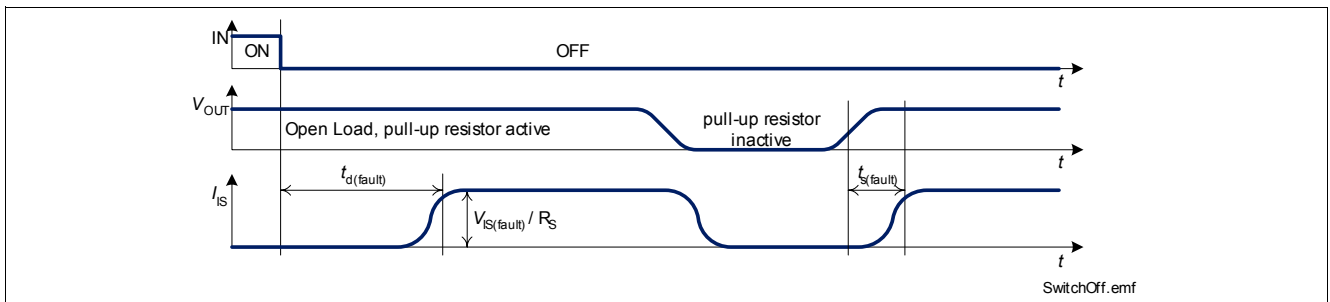 IN
ON
OFF
t
VOUT
Open Load, pull-up resistor active
pull-up resistor
inactive
t
td(fault)
ts(fault)
IIS
VIS(fault) / RS
t
SwitchOff.emf